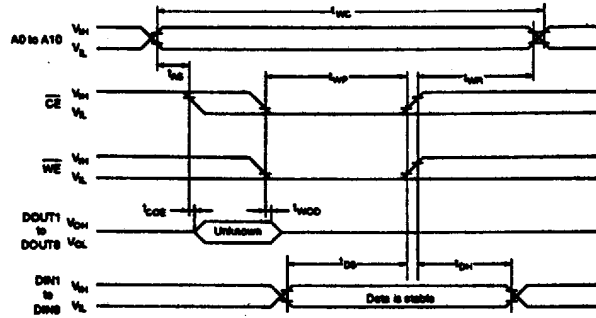 tWC
A0 to A10 VIH
VIL
tAS
tWP
tWR
CE VIH
VIL
WE VIH
VIL
tCOE
tWOD
DOUT1
to
DOUT8
VOH
VOL
Unknown
tDS
tDH
DIN1
to
DIN8
VIH
VIL
Data is stable